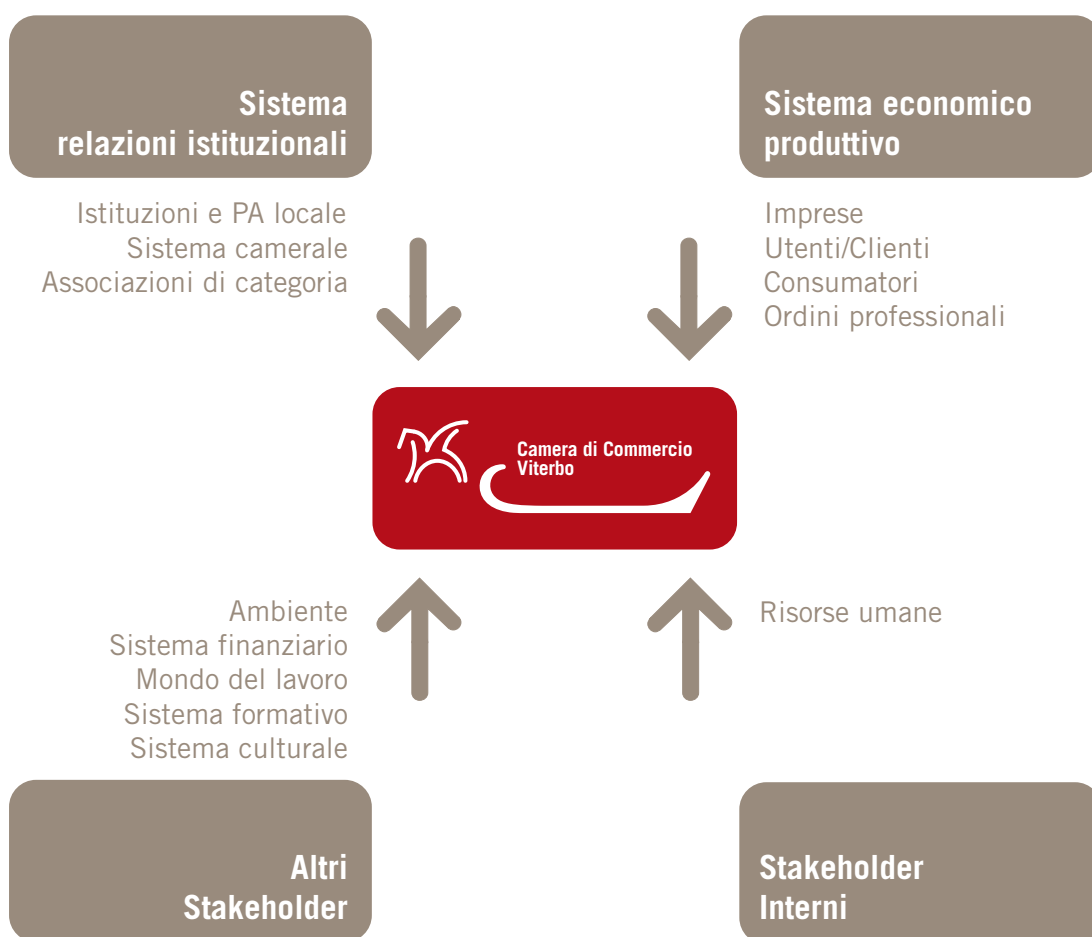 Sistema
relazioni istituzionali
Istituzioni e PA locale
Sistema camerale
Associazioni di categoria
Sistema economico
produttivo
Imprese
Utenti/Clienti
Consumatori
Ordini professionali
Camera di Commercio
Viterbo
Ambiente
Sistema finanziario
Mondo del lavoro
Sistema formativo
Sistema culturale
Altri
Stakeholder
Risorse umane
Stakeholder
Interni